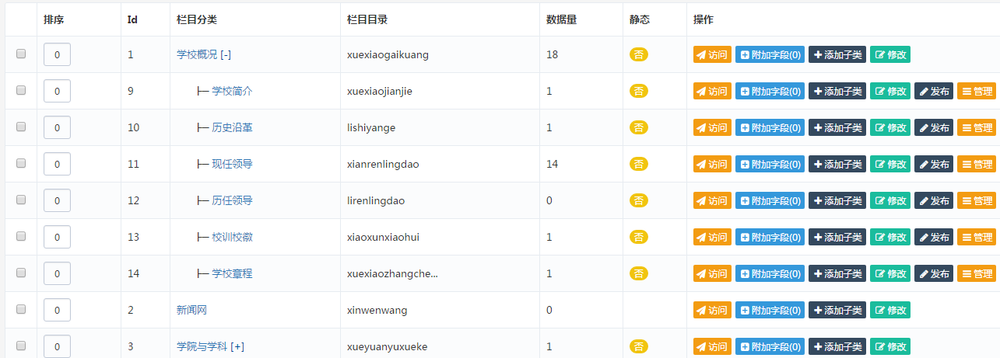 排序 Id 栏目分类 栏目目录 数据量 静态 操作
0 1 学校概况 [-] xuexiaogaikuang 18 否 访问 附加字段(0) 添加子类 修改
0 9 ├─ 学校简介 xuexiaojianjie 1 否 访问 附加字段(0) 添加子类 修改 发布 管理
0 10 ├─ 历史沿革 lishiyange 1 否 访问 附加字段(0) 添加子类 修改 发布 管理
0 11 ├─ 现任领导 xianrenlingdao 14 否 访问 附加字段(0) 添加子类 修改 发布 管理
0 12 ├─ 历任领导 lirenlingdao 0 否 访问 附加字段(0) 添加子类 修改 发布 管理
0 13 ├─ 校训校徽 xiaoxunxiaohui 1 否 访问 附加字段(0) 添加子类 修改 发布 管理
0 14 ├─ 学校章程 xuexiaozhangche... 1 否 访问 附加字段(0) 添加子类 修改 发布 管理
0 2 新闻网 xinwenwang 0 访问 附加字段(0) 添加子类 修改
0 3 学院与学科 [+] xueyuanyuxueke 1 否 访问 附加字段(0) 添加子类 修改